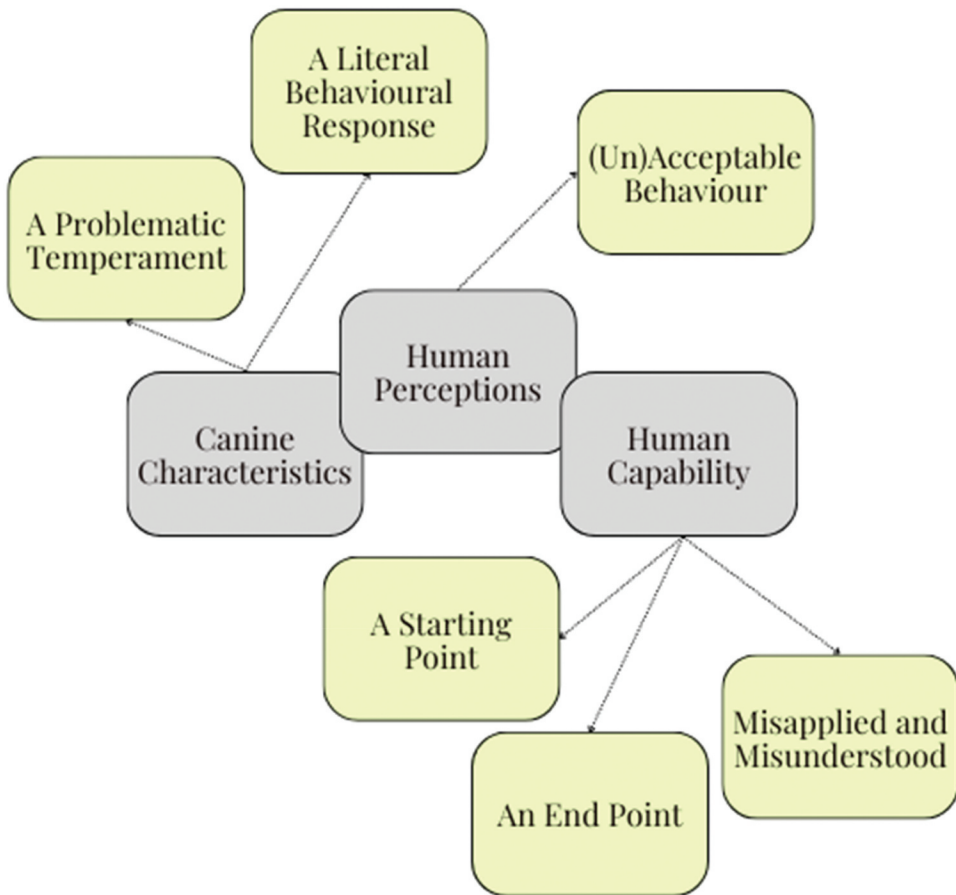 A Literal
Behavioural
Response
(Un)Acceptable
Behaviour
A Problematic
Temperament
Human
Perceptions
Canine
Characteristics
Human
Capability
A Starting
Point
Misapplied and
Misunderstood
An End Point